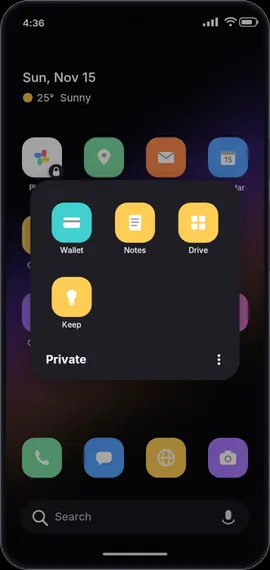 4:36
Sun, Nov 15
25° Sunny
15
Wallet
Notes
Drive
Keep
Private
Search